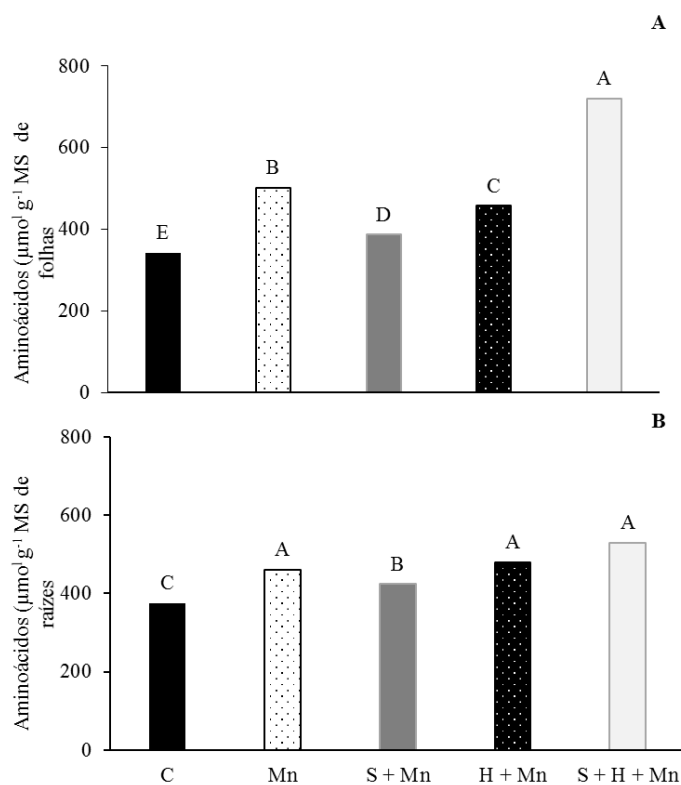 A
800
600
400
200
0
Aminoácidos (µmol g-1 MS de
folhas
E
B
D
C
A
B
800
600
400
200
0
Aminoácidos (µmol g-1 MS de
raízes
C
A
B
A
A
C Mn S + Mn H + Mn S + H + Mn